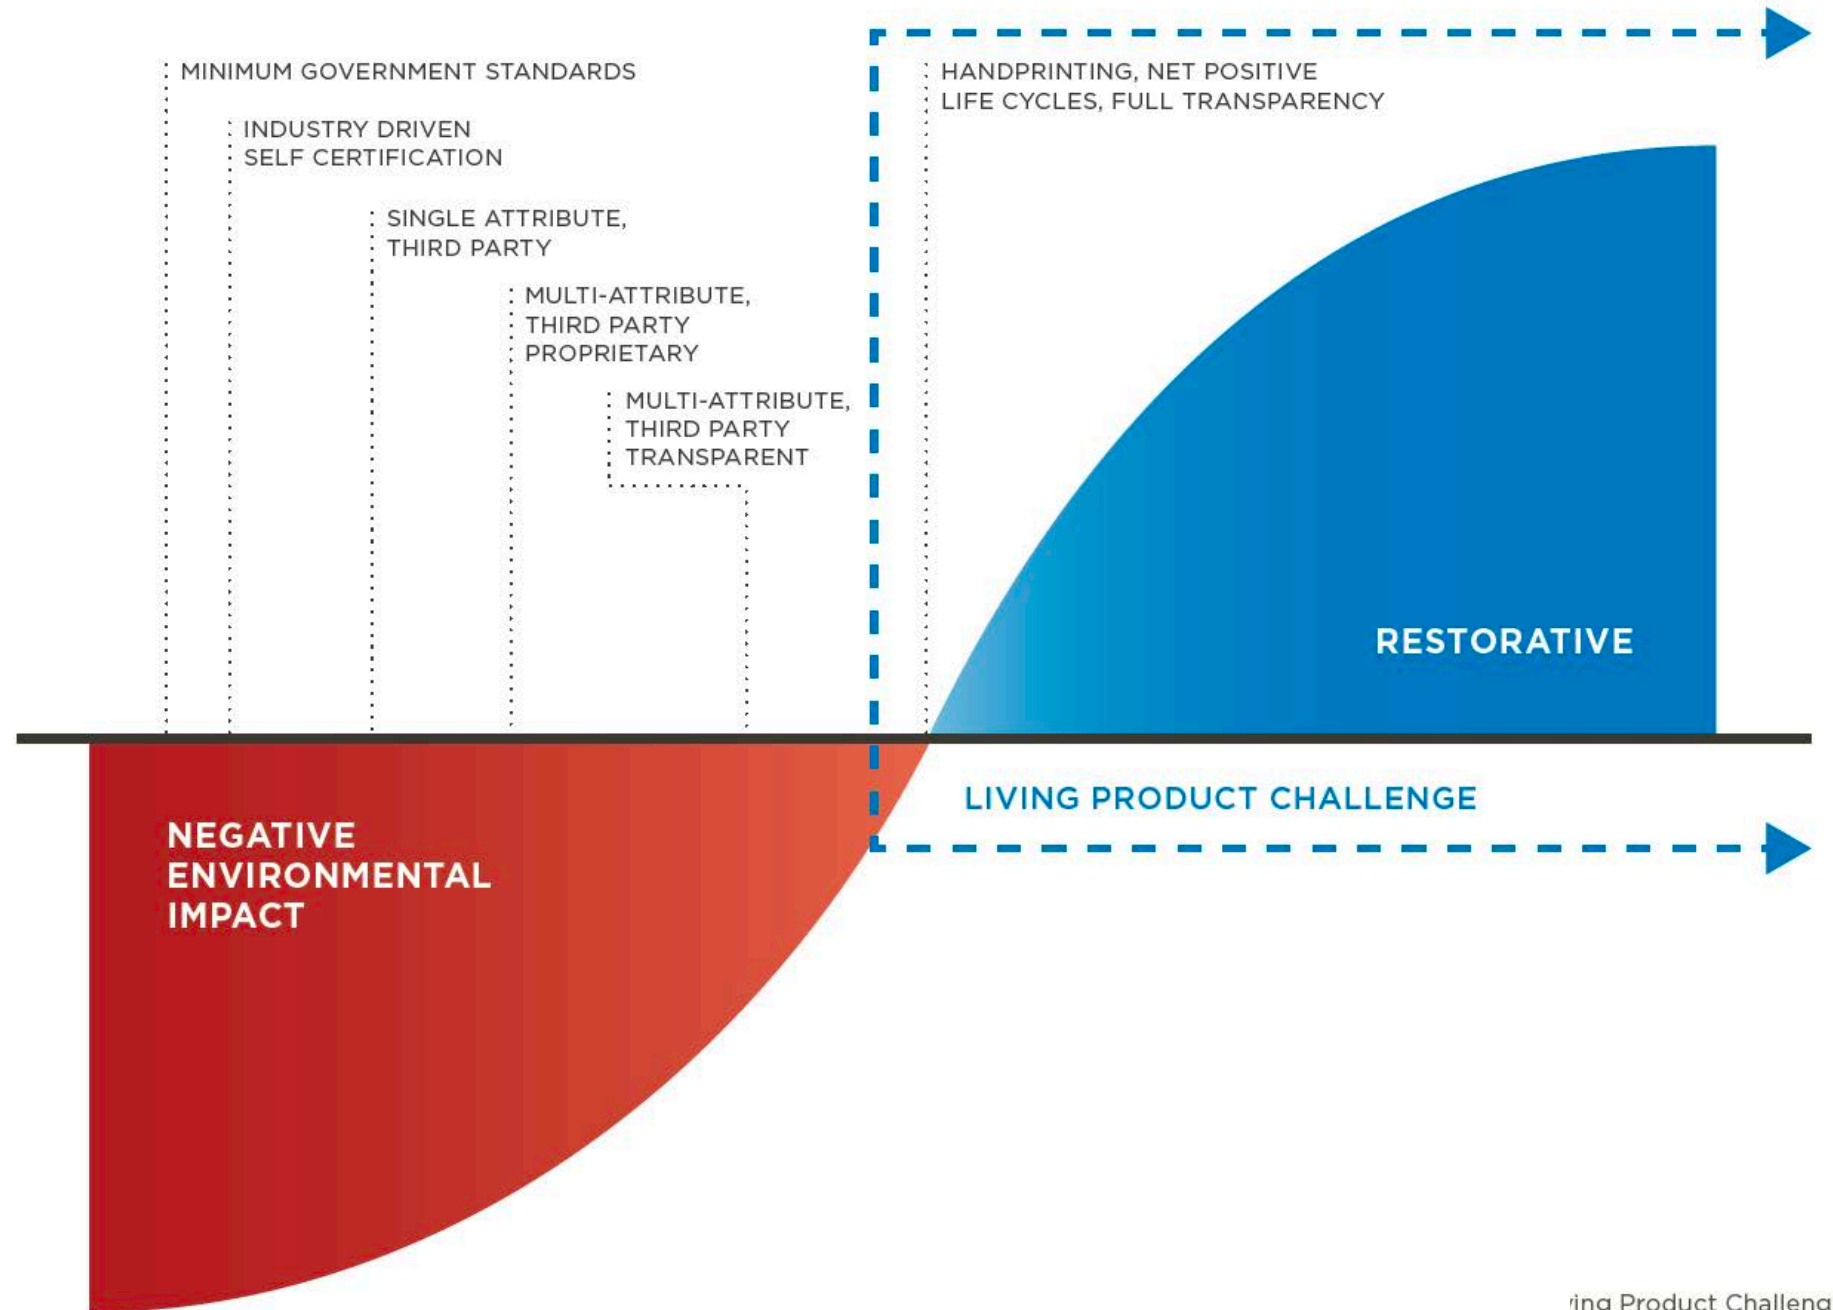 MINIMUM GOVERNMENT STANDARDS
INDUSTRY DRIVEN
SELF CERTIFICATION
SINGLE ATTRIBUTE,
THIRD PARTY
MULTI-ATTRIBUTE,
THIRD PARTY
PROPRIETARY
MULTI-ATTRIBUTE,
THIRD PARTY
TRANSPARENT
HANDPRINTING, NET POSITIVE
LIFE CYCLES, FULL TRANSPARENCY
RESTORATIVE
LIVING PRODUCT CHALLENGE
NEGATIVE
ENVIRONMENTAL
IMPACT
Product